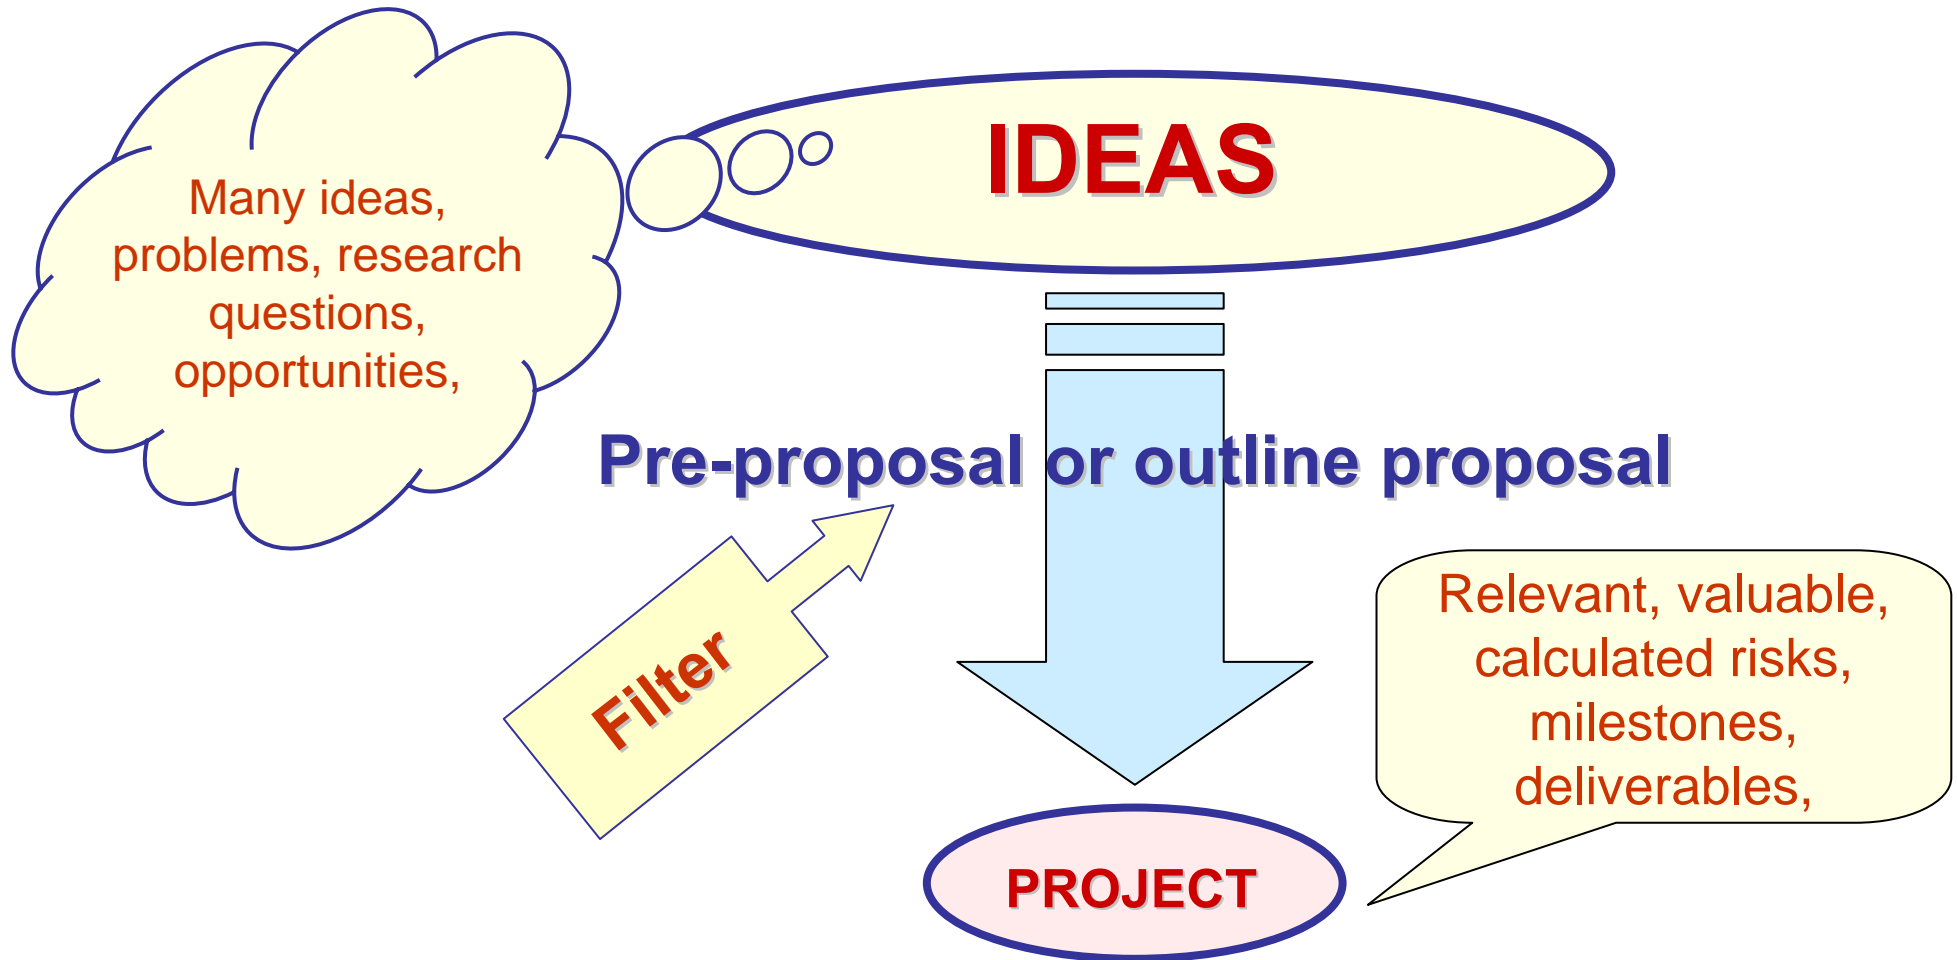 Many ideas,
problems, research
questions,
opportunities,
IDEAS
Pre-proposal or outline proposal
Filter
Relevant, valuable,
calculated risks,
milestones,
deliverables,
PROJECT